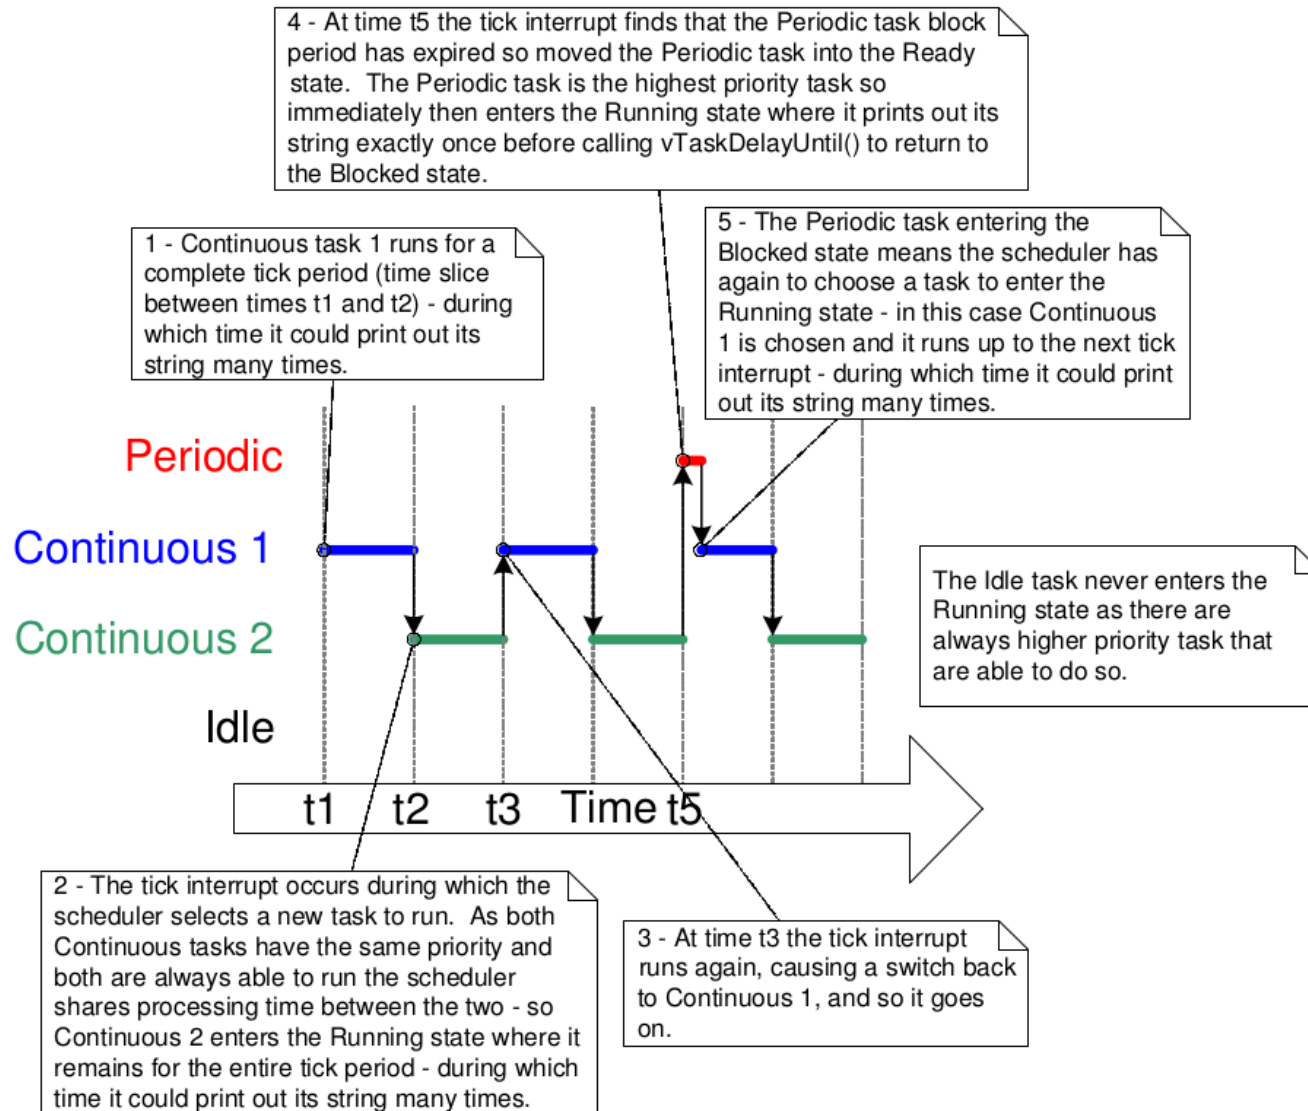 4 - At time t5 the tick interrupt finds that the Periodic task block
period has expired so moved the Periodic task into the Ready
state.  The Periodic task is the highest priority task so
immediately then enters the Running state where it prints out its
string exactly once before calling vTaskDelayUntil() to return to
the Blocked state.
5 - The Periodic task entering the
Blocked state means the scheduler has
again to choose a task to enter the
Running state - in this case Continuous
1 is chosen and it runs up to the next tick
interrupt - during which time it could print
out its string many times.
1 - Continuous task 1 runs for a
complete tick period (time slice
between times t1 and t2) - during
which time it could print out its
string many times.
Periodic
Continuous 1
Continuous 2
Idle
The Idle task never enters the
Running state as there are
always higher priority task that
are able to do so.
t1 t2 t3 Time t5
2 - The tick interrupt occurs during which the
scheduler selects a new task to run.  As both
Continuous tasks have the same priority and
both are always able to run the scheduler
shares processing time between the two - so
Continuous 2 enters the Running state where it
remains for the entire tick period - during which
time it could print out its string many times.
3 - At time t3 the tick interrupt
runs again, causing a switch back
to Continuous 1, and so it goes
on.